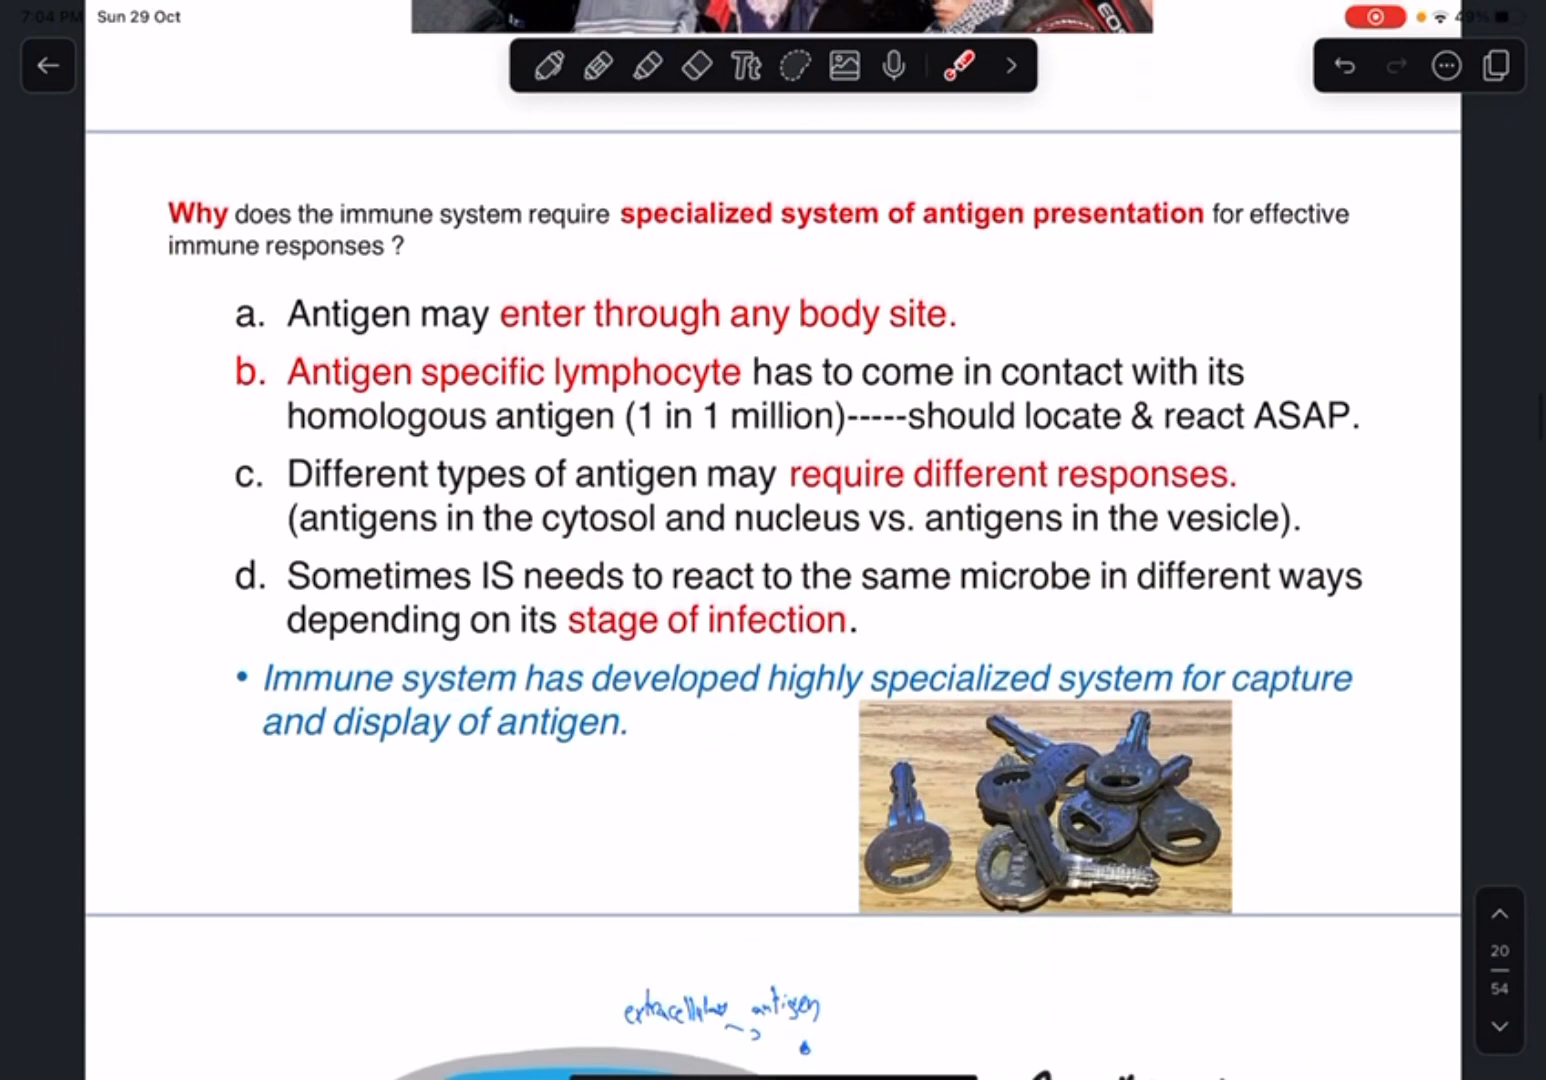 7:04 PM Sun 29 Oct
49%
Tt
Why does the immune system require specialized system of antigen presentation for effective
immune responses ?
a. Antigen may enter through any body site.
b. Antigen specific lymphocyte has to come in contact with its
homologous antigen (1 in 1 million)-----should locate & react ASAP.
c. Different types of antigen may require different responses.
(antigens in the cytosol and nucleus vs. antigens in the vesicle).
d. Sometimes IS needs to react to the same microbe in different ways
depending on its stage of infection.
• Immune system has developed highly specialized system for capture
and display of antigen.
20
54
extracellular antigen